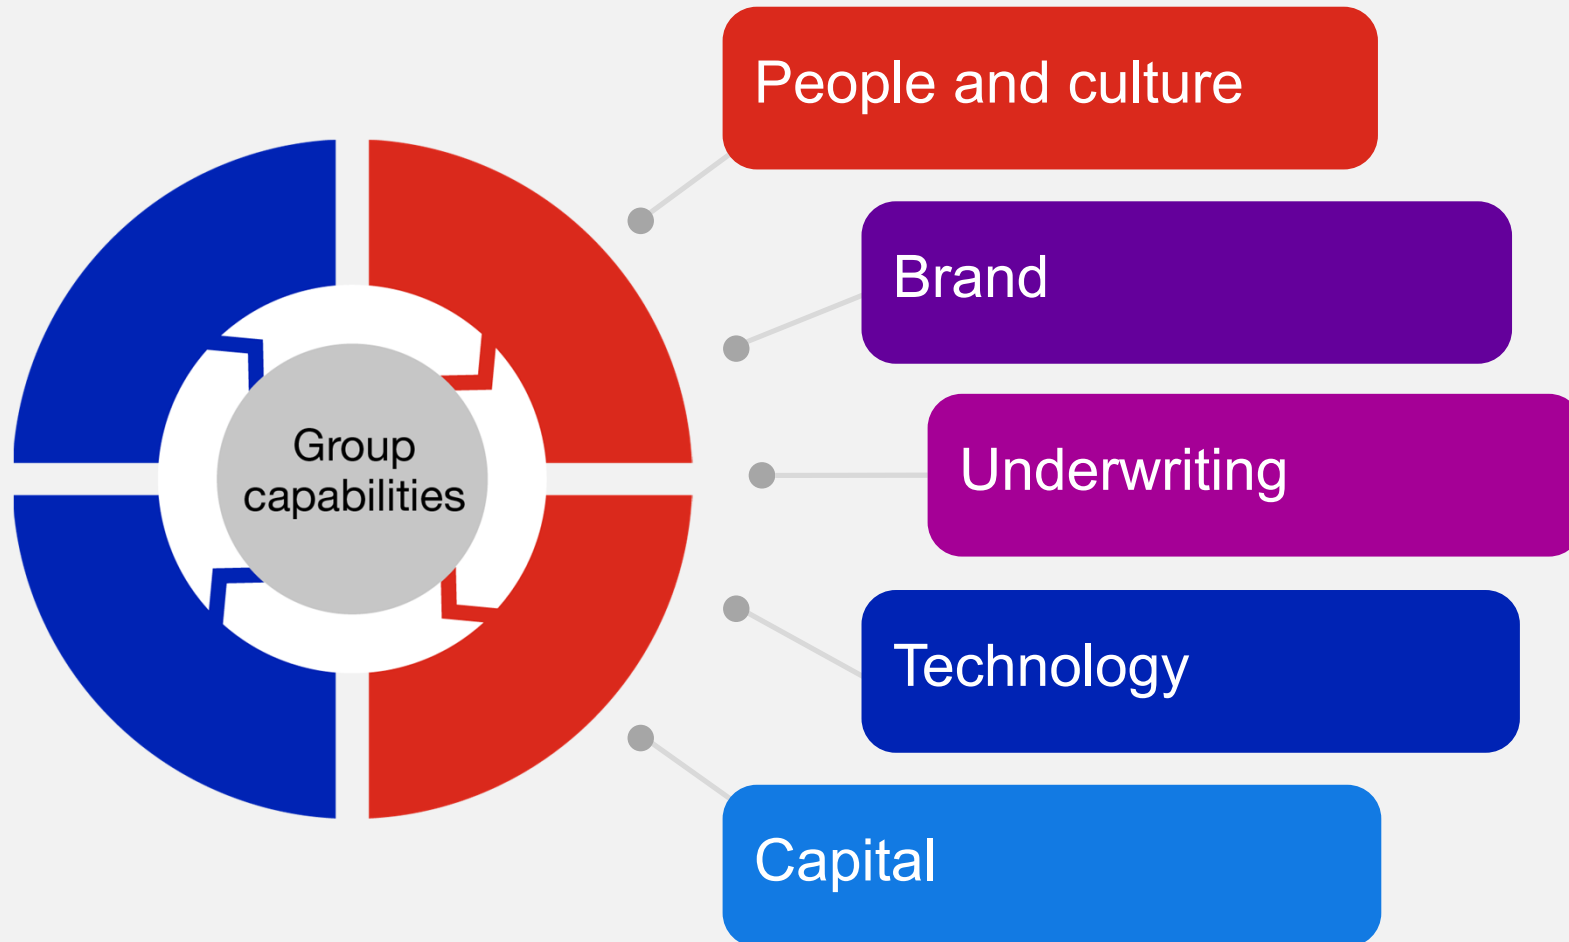 People and culture
Brand
Group
capabilities
Underwriting
Technology
Capital